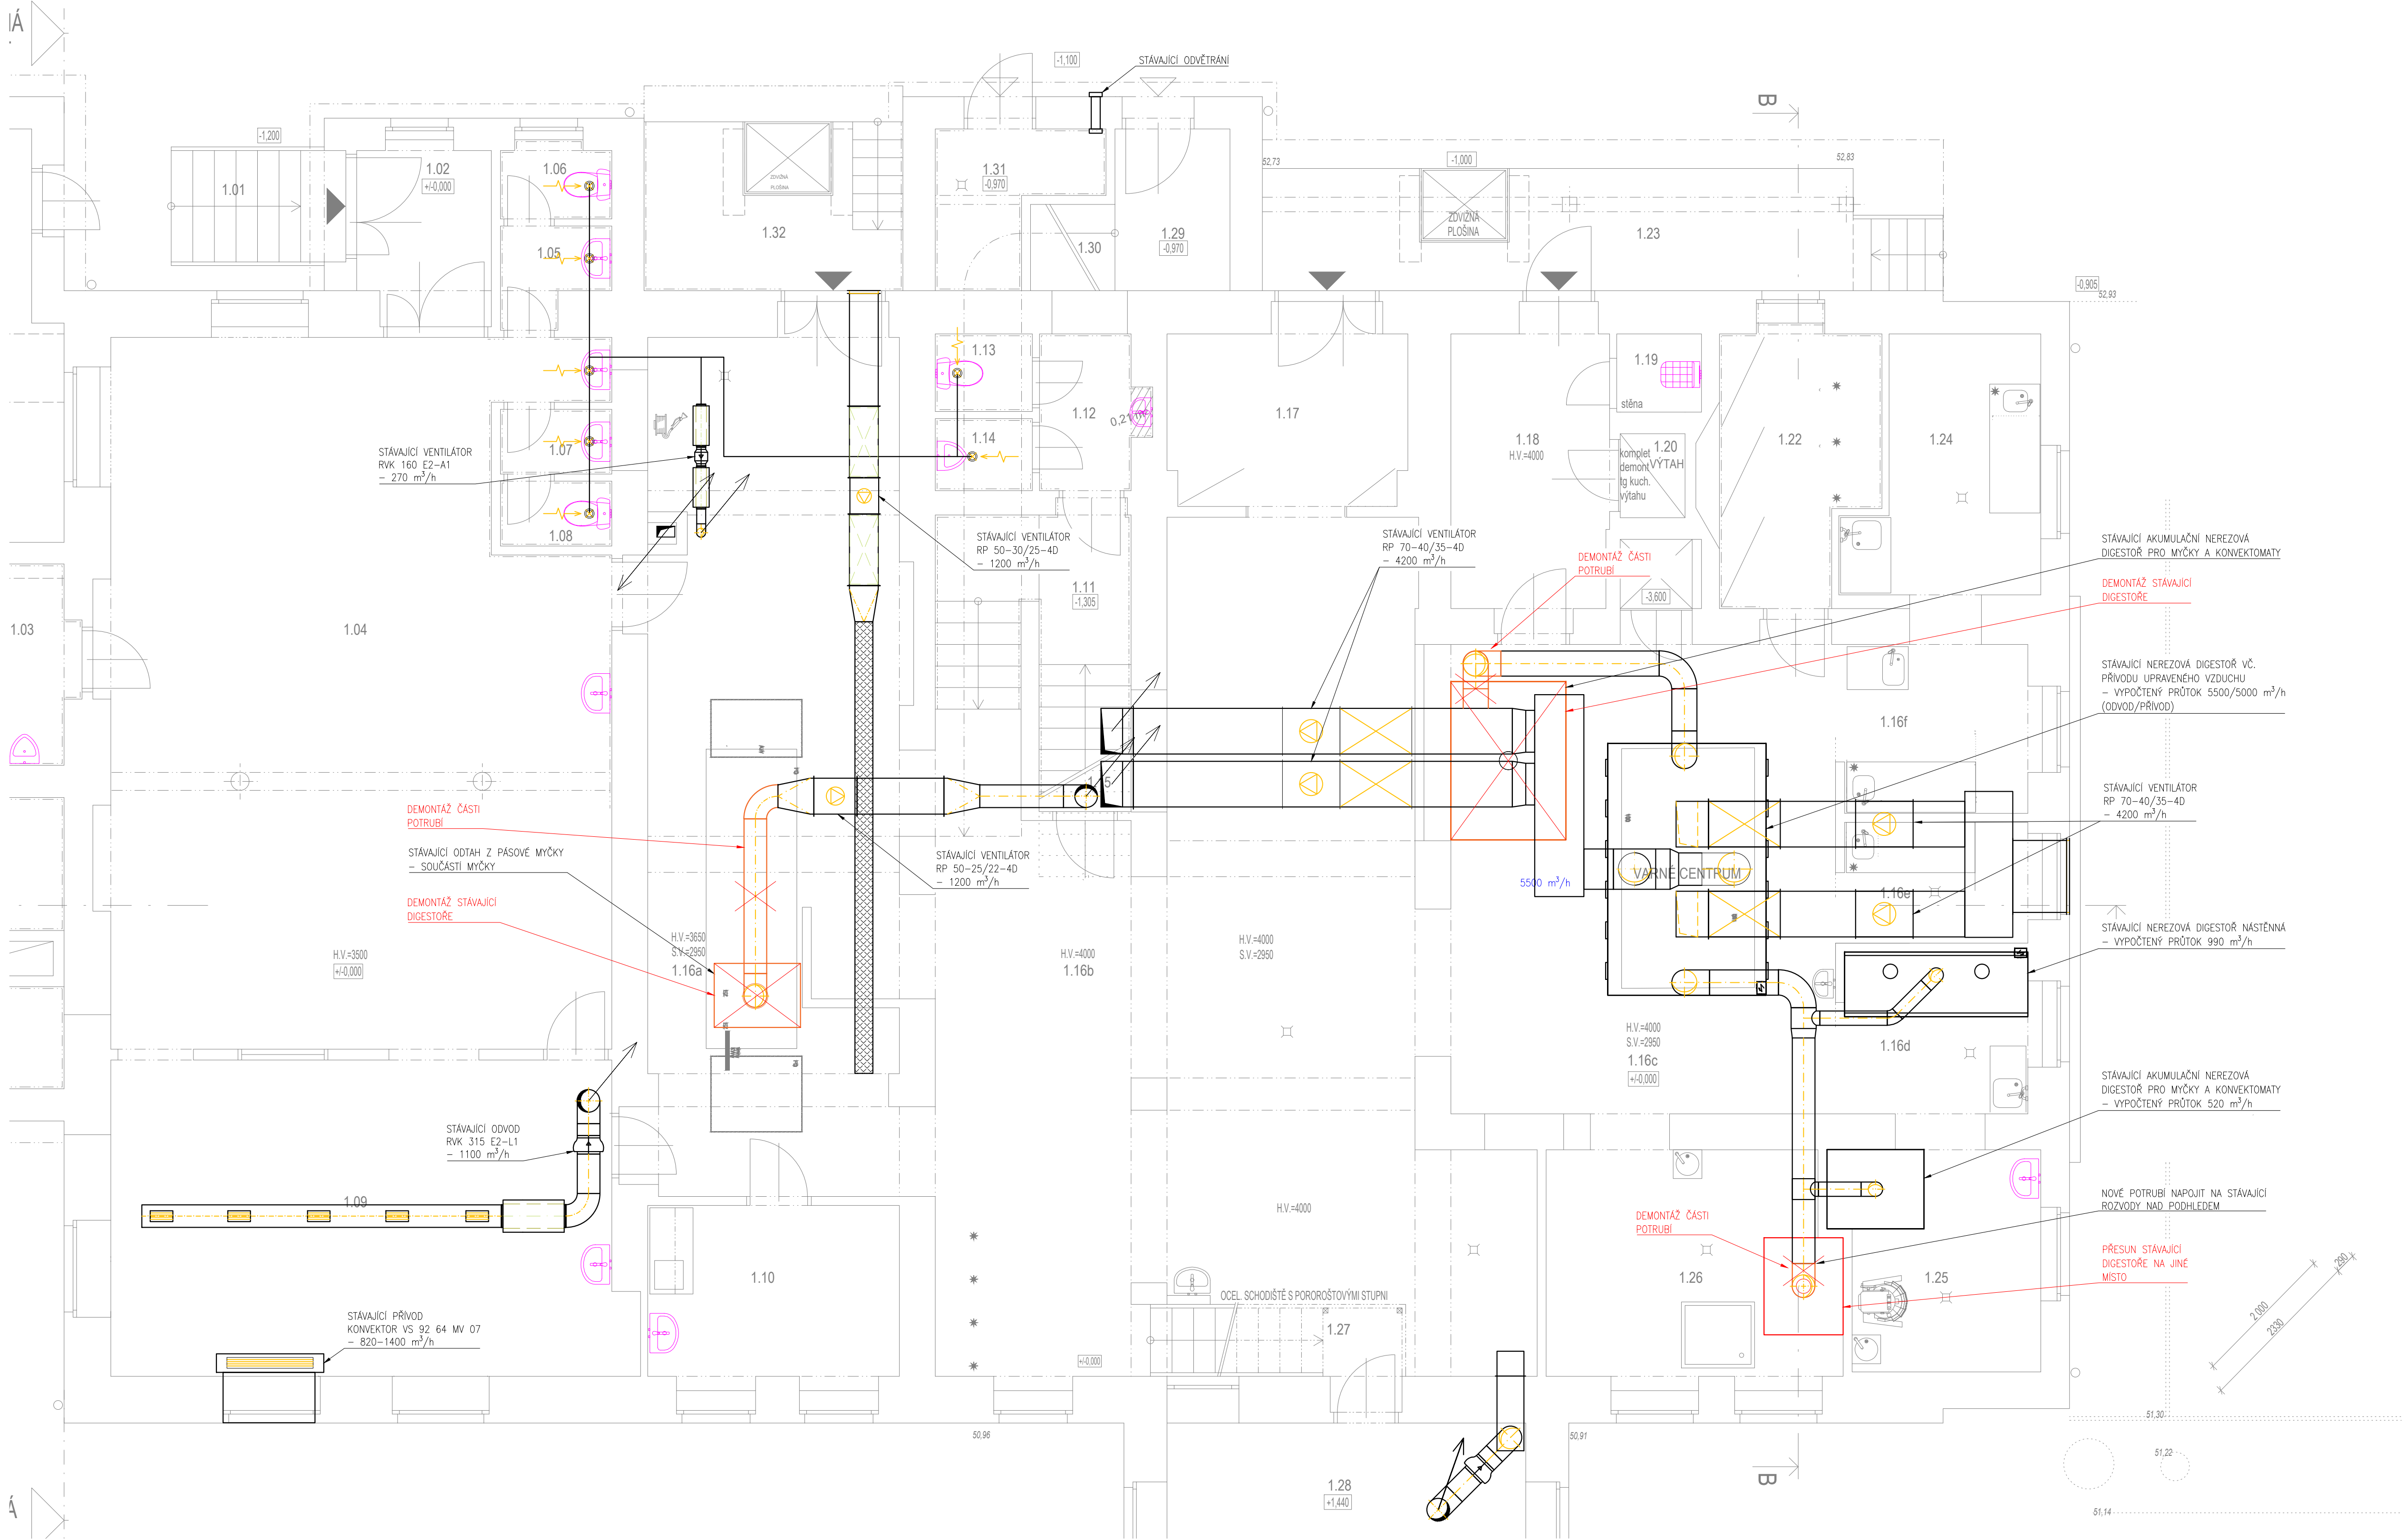 -1,100
STÁVAJÍCÍ ODVĚTRÁNÍ
B
-1,200
1.01
1.02
+/-0,000
1.06
1.05
ZDVIŽNÁ
PLOŠINA
1.32
1.31
-0,970
1.30
1.29
-0,970
52,73
-1,000
52,83
ZDVIŽNÁ
PLOŠINA
1.23
-0,905
52,93
1.13
1.12
0,21 m
1.14
1.17
1.18
H.V.=4000
1.19
stěna
1.20
VÝTAH
komplet
demont
tg kuch.
výtahu
1.22
1.24
1.07
1.08
STÁVAJÍCÍ VENTILÁTOR
RVK 160 E2-A1
- 270 m³/h
STÁVAJÍCÍ VENTILÁTOR
RP 50-30/25-4D
- 1200 m³/h
STÁVAJÍCÍ VENTILÁTOR
RP 70-40/35-4D
- 4200 m³/h
DEMONTÁŽ ČÁSTI
POTRUBÍ
STÁVAJÍCÍ AKUMULAČNÍ NEREZOVÁ
DIGESTOŘ PRO MYČKY A KONVEKTOMATY
DEMONTÁŽ STÁVAJÍCÍ
DIGESTOŘE
1.11
-1,305
-3,600
1.03
1.04
STÁVAJÍCÍ NEREZOVÁ DIGESTOŘ VČ.
PŘÍVODU UPRAVENÉHO VZDUCHU
- VYPOČTENÝ PRŮTOK 5500/5000 m³/h
(ODVOD/PŘÍVOD)
1.16f
STÁVAJÍCÍ VENTILÁTOR
RP 70-40/35-4D
- 4200 m³/h
DEMONTÁŽ ČÁSTI
POTRUBÍ
STÁVAJÍCÍ ODTAH Z PÁSOVÉ MYČKY
- SOUČÁSTÍ MYČKY
DEMONTÁŽ STÁVAJÍCÍ
DIGESTOŘE
STÁVAJÍCÍ VENTILÁTOR
RP 50-25/22-4D
- 1200 m³/h
5500 m³/h
VARNÉ CENTRUM
1.16e
STÁVAJÍCÍ NEREZOVÁ DIGESTOŘ NÁSTĚNNÁ
- VYPOČTENÝ PRŮTOK 990 m³/h
H.V.=3500
+/-0,000
H.V.=3650
S.V.=2950
1.16a
H.V.=4000
1.16b
H.V.=4000
S.V.=2950
H.V.=4000
S.V.=2950
1.16c
+/-0,000
1.16d
STÁVAJÍCÍ AKUMULAČNÍ NEREZOVÁ
DIGESTOŘ PRO MYČKY A KONVEKTOMATY
- VYPOČTENÝ PRŮTOK 520 m³/h
STÁVAJÍCÍ ODVOD
RVK 315 E2-L1
- 1100 m³/h
1.09
NOVÉ POTRUBÍ NAPOJIT NA STÁVAJÍCÍ
ROZVODY NAD PODHLEDEM
DEMONTÁŽ ČÁSTI
POTRUBÍ
PŘESUN STÁVAJÍCÍ
DIGESTOŘE NA JINÉ
MÍSTO
H.V.=4000
1.10
1.26
1.25
OCEL. SCHODIŠTĚ S POROROŠTOVÝMI STUPNI
1.27
STÁVAJÍCÍ PŘÍVOD
KONVEKTOR VS 92 64 MV 07
- 820-1400 m³/h
+/-0,000
290
2 000
2330
50,96
50,91
51,30
51,22
51,14
1.28
+1,440
B